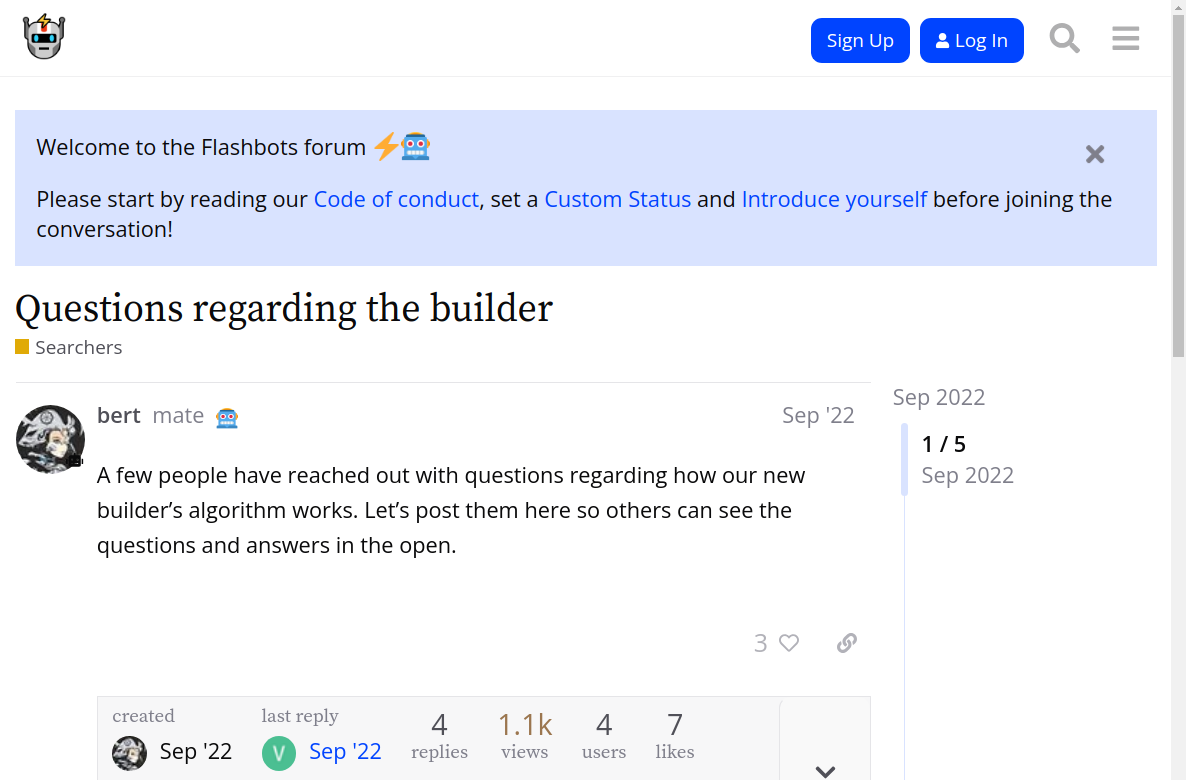 Sign Up
Log In
Welcome to the Flashbots forum
Please start by reading our Code of conduct, set a Custom Status and Introduce yourself before joining the
conversation!
Questions regarding the builder
Searchers
bert mate Sep '22
A few people have reached out with questions regarding how our new
builder’s algorithm works. Let’s post them here so others can see the
questions and answers in the open.
3
Sep 2022
1 / 5
Sep 2022
created last reply 4 1.1k 4 7
Sep '22 V Sep '22 replies views users likes